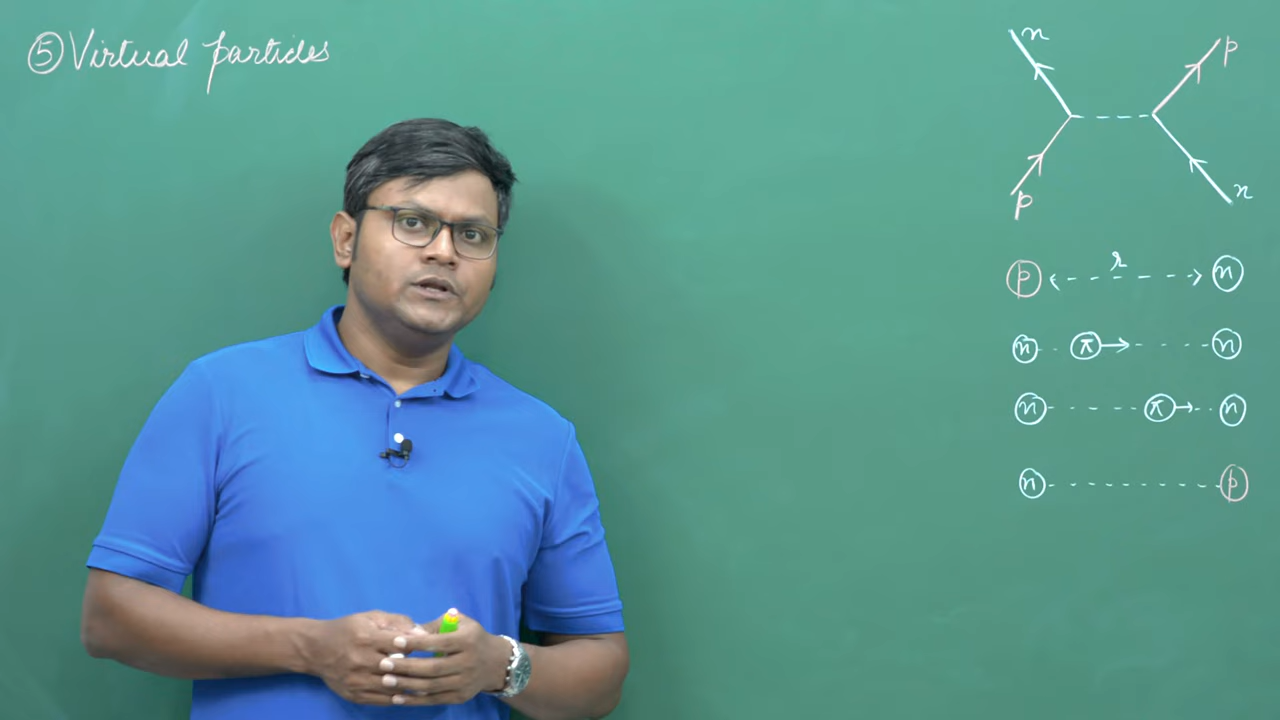 ⑤ Virtual particles
n p
p n
p r n
n π n
n π n
n p